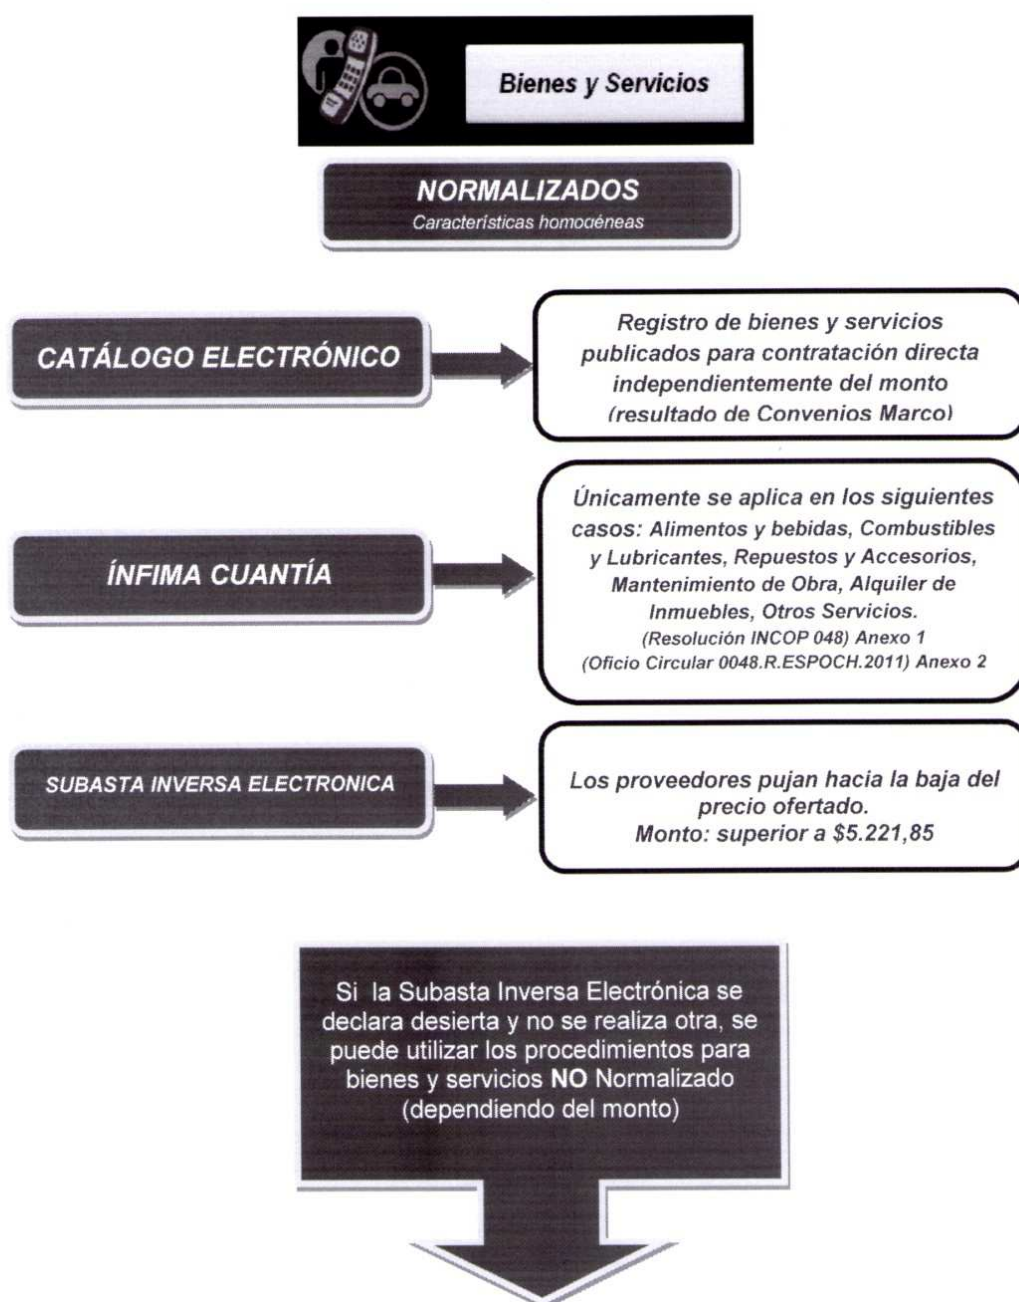 Bienes y Servicios
NORMALIZADOS
Características homogéneas
CATÁLOGO ELECTRÓNICO
Registro de bienes y servicios
publicados para contratación directa
independientemente del monto
(resultado de Convenios Marco)
ÍNFIMA CUANTÍA
Únicamente se aplica en los siguientes
casos: Alimentos y bebidas, Combustibles
y Lubricantes, Repuestos y Accesorios,
Mantenimiento de Obra, Alquiler de
Inmuebles, Otros Servicios.
(Resolución INCOP 048) Anexo 1
(Oficio Circular 0048.R.ESPOCH.2011) Anexo 2
SUBASTA INVERSA ELECTRONICA
Los proveedores pujan hacia la baja del
precio ofertado.
Monto: superior a $5.221,85
Si la Subasta Inversa Electrónica se
declara desierta y no se realiza otra, se
puede utilizar los procedimientos para
bienes y servicios NO Normalizado
(dependiendo del monto)